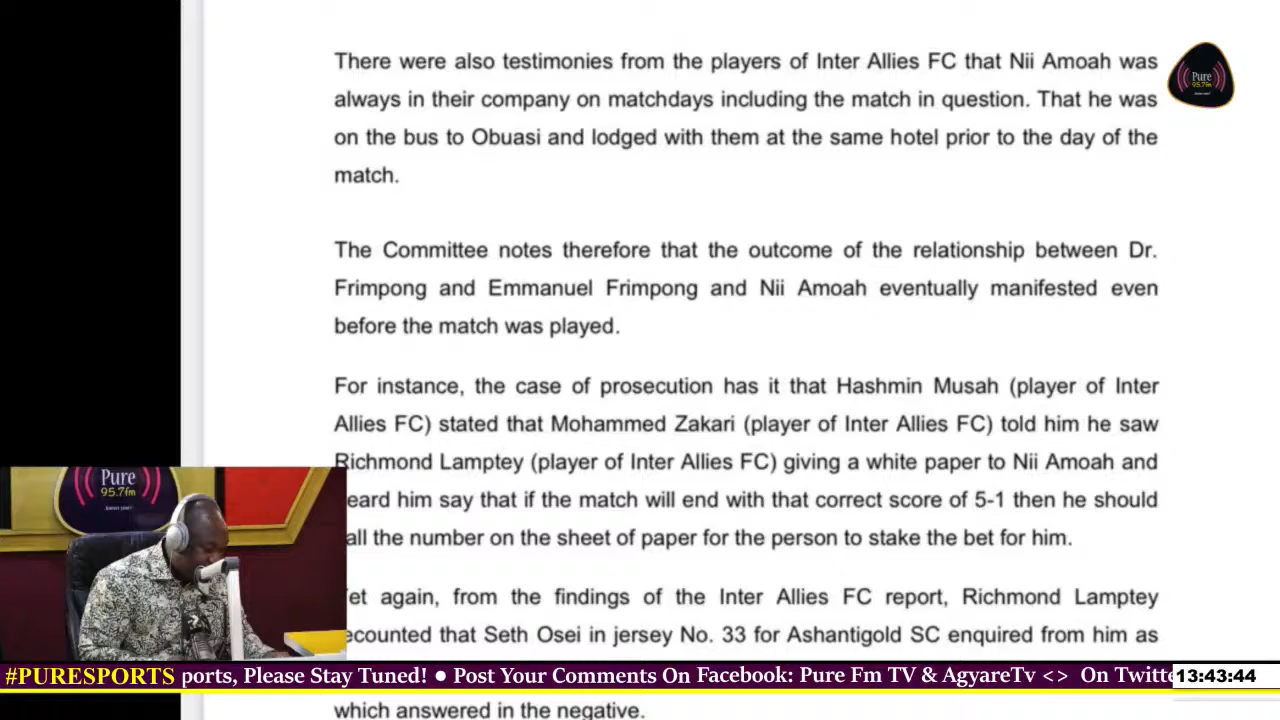 There were also testimonies from the players of Inter Allies FC that Nii Amoah was
always in their company on matchdays including the match in question. That he was
on the bus to Obuasi and lodged with them at the same hotel prior to the day of the
match.
The Committee notes therefore that the outcome of the relationship between Dr.
Frimpong and Emmanuel Frimpong and Nii Amoah eventually manifested even
before the match was played.
For instance, the case of prosecution has it that Hashmin Musah (player of Inter
Allies FC) stated that Mohammed Zakari (player of Inter Allies FC) told him he saw
Richmond Lamptey (player of Inter Allies FC) giving a white paper to Nii Amoah and
eard him say that if the match will end with that correct score of 5-1 then he should
all the number on the sheet of paper for the person to stake the bet for him.
et again, from the findings of the Inter Allies FC report, Richmond Lamptey
ecounted that Seth Osei in jersey No. 33 for Ashantigold SC enquired from him as
which answered in the negative.
Pure
95.7fm
Pure
95.7fm
#PURESPORTS ports, Please Stay Tuned! ● Post Your Comments On Facebook: Pure Fm TV & AgyareTv <> On Twitte
13:43:44